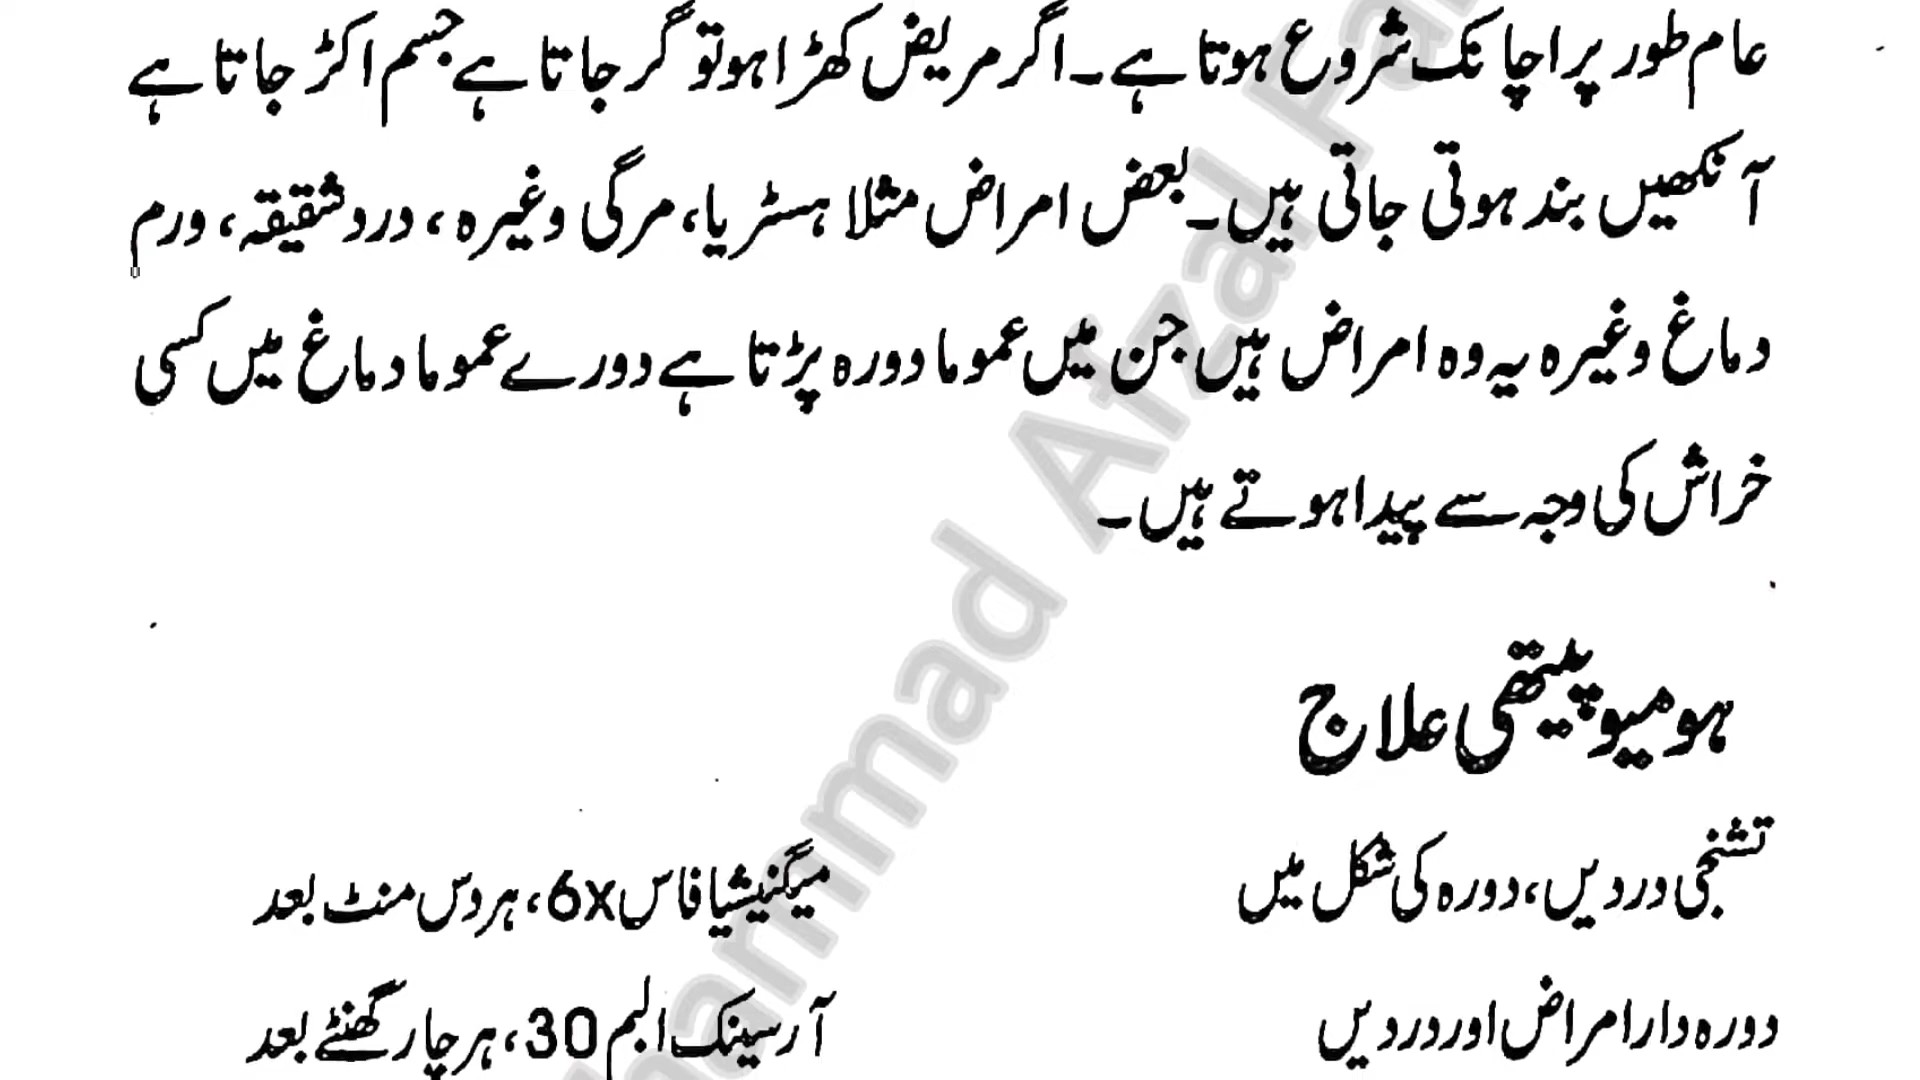 عام طور پر اچانک شروع ہوتا ہے۔ اگر مریض کھڑا ہو تو گر جاتا ہے جسم اکڑ جاتا ہے
آنکھیں بند ہوتی جاتی ہیں۔ بعض امراض مثلا ہسٹریا، مرگی وغیرہ، درد شقیقہ، ورم
دماغ وغیرہ یہ وہ امراض ہیں جن میں عموما دورہ پڑتا ہے دورے عموما دماغ میں کسی
خراش کی وجہ سے پیدا ہوتے ہیں۔
ہومیوپیتھی علاج
تشنجی دردیں، دورہ کی شکل میں میگنیشیا فاس 6x، ہر دس منٹ بعد
دورہ دار امراض اور دردیں آرسینک البم 30، ہر چار گھنٹے بعد
hammad Afzal